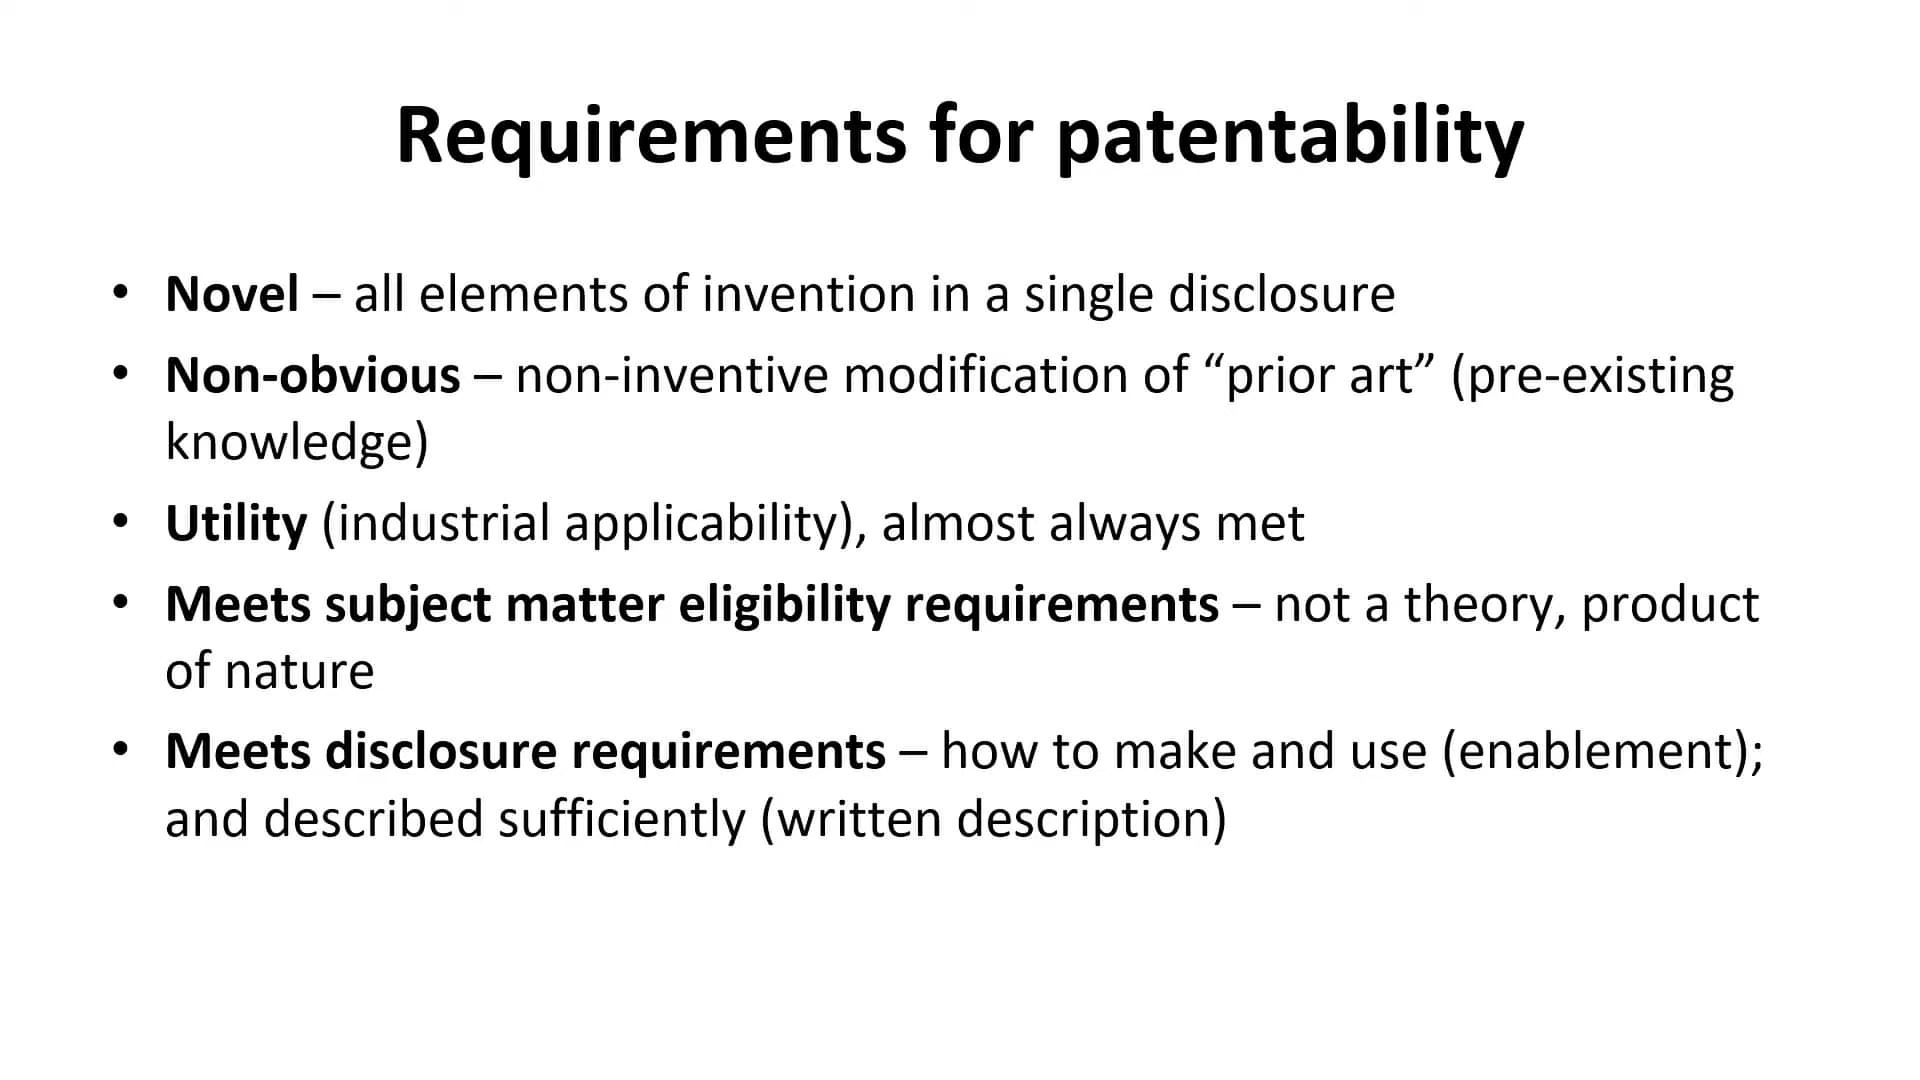 Requirements for patentability
• Novel – all elements of invention in a single disclosure
• Non-obvious – non-inventive modification of “prior art” (pre-existing
knowledge)
• Utility (industrial applicability), almost always met
• Meets subject matter eligibility requirements – not a theory, product
of nature
• Meets disclosure requirements – how to make and use (enablement);
and described sufficiently (written description)